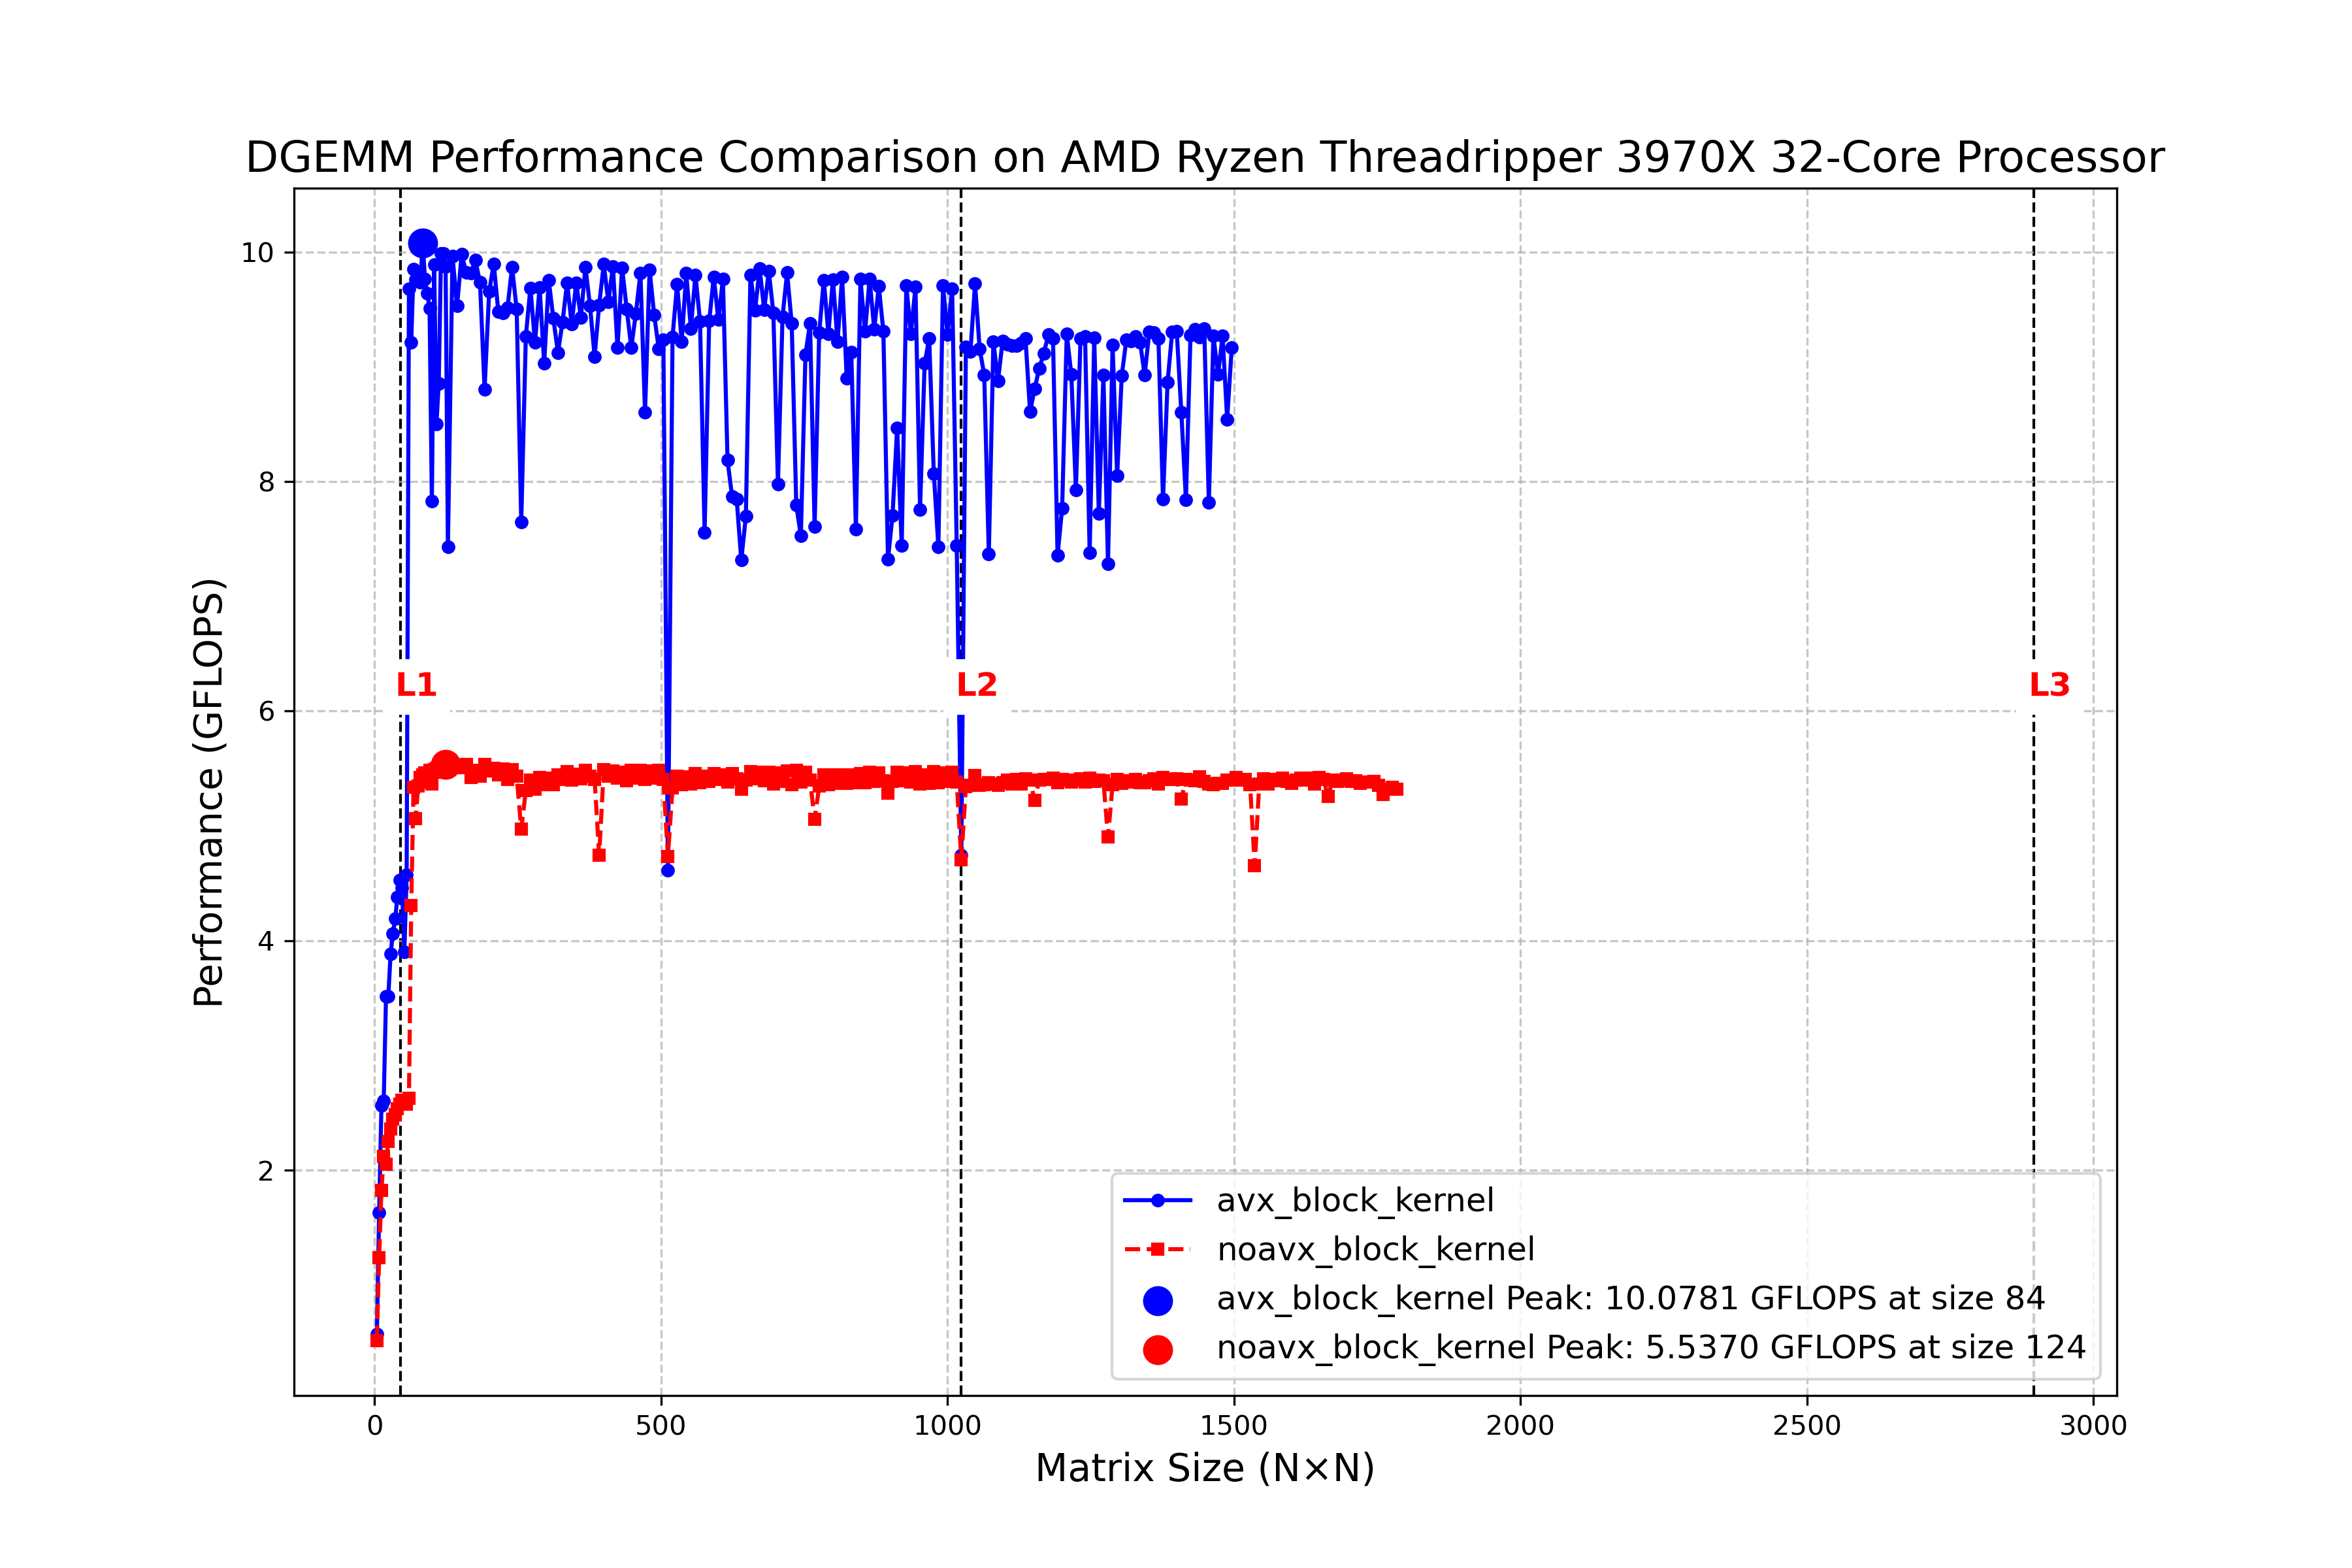 DGEMM Performance Comparison on AMD Ryzen Threadripper 3970X 32-Core Processor
Performance (GFLOPS)
10
8
6
4
2
L1
L2
L3
avx_block_kernel
noavx_block_kernel
avx_block_kernel Peak: 10.0781 GFLOPS at size 84
noavx_block_kernel Peak: 5.5370 GFLOPS at size 124
0
500
1000
1500
2000
2500
3000
Matrix Size (N×N)